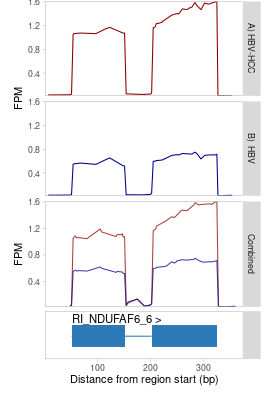 1.6
1.2
0.8
0.4
A) HBV-HCC
FPM
1.6
1.2
0.8
0.4
B) HBV
1.6
1.2
0.8
0.4
FPM
Combined
RI_NDUFAF6_6 >
100
200
300
Distance from region start (bp)